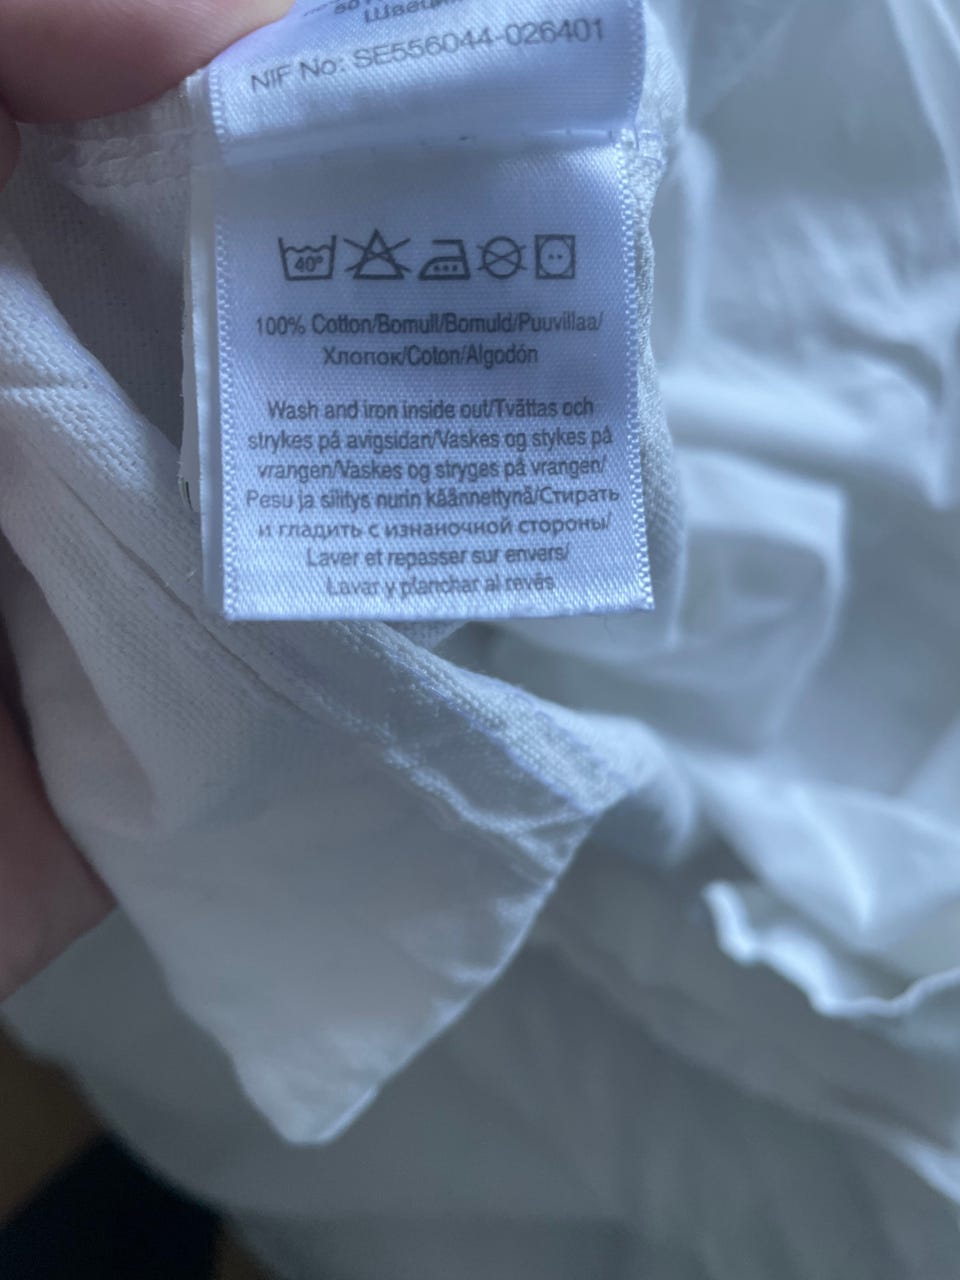 NIF No: SE556044-026401
40°
100% Cotton/Bomull/Bomuld/Puuvillaa/
Хлопок/Coton/Algodón
Wash and iron inside out/Tvättas och
strykes på avigsidan/Vaskes og stykes på
vrangen/Vaskes og stryges på vrangen/
Pesu ja silitys nurin käännettynä/Стирать
и гладить с изнаночной стороны/
Laver et repasser sur envers/
Lavar y planchar al revés